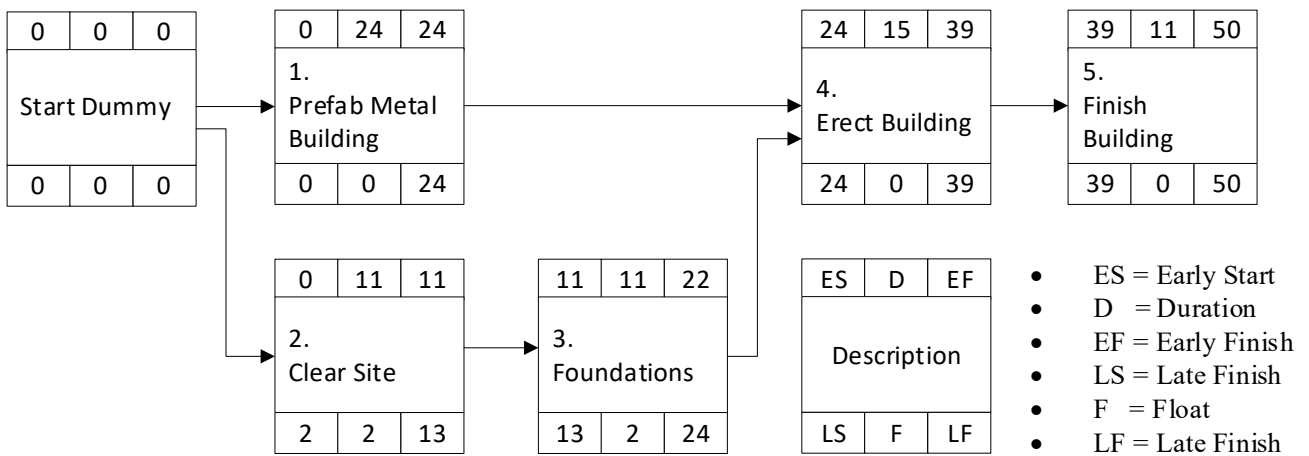 0 0 0
Start Dummy
0 0 0
0 24 24
1.
Prefab Metal
Building
0 0 24
24 15 39
4.
Erect Building
24 0 39
39 11 50
5.
Finish
Building
39 0 50
0 11 11
2.
Clear Site
2 2 13
11 11 22
3.
Foundations
13 2 24
ES D EF
Description
LS F LF
• ES = Early Start
• D = Duration
• EF = Early Finish
• LS = Late Finish
• F = Float
• LF = Late Finish